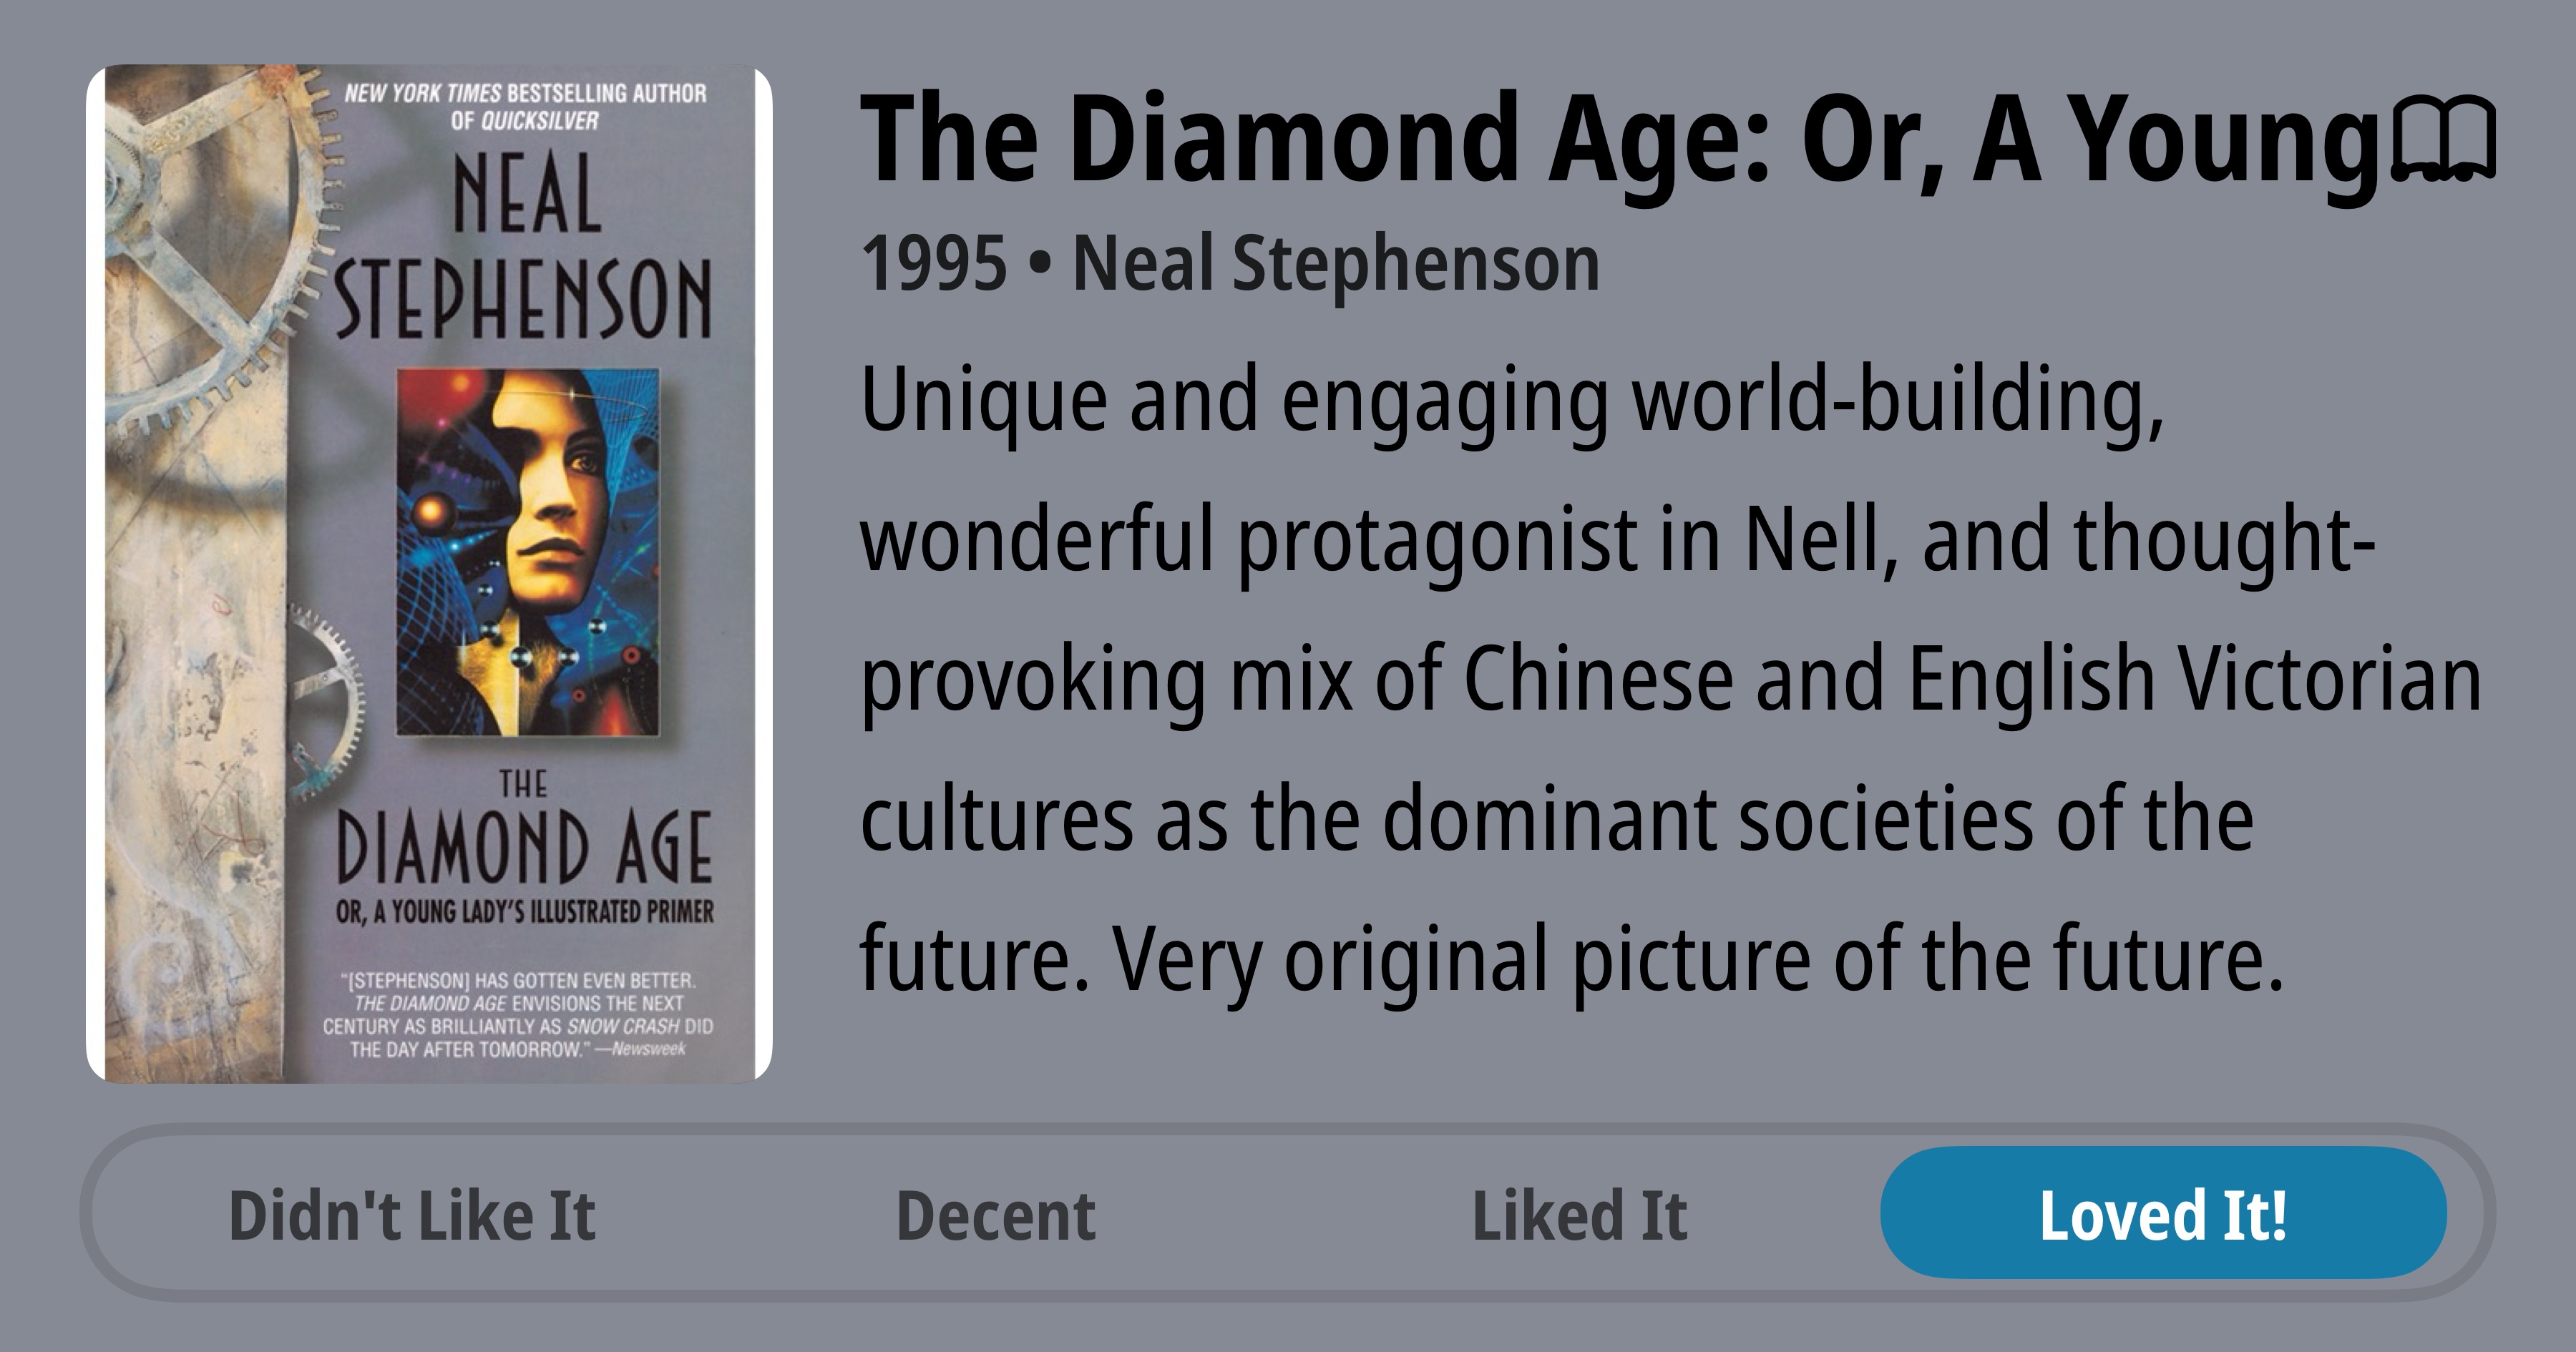 NEW YORK TIMES BESTSELLING AUTHOR
OF QUICKSILVER
NEAL
STEPHENSON
THE
DIAMOND AGE
OR, A YOUNG LADY'S ILLUSTRATED PRIMER
"[STEPHENSON] HAS GOTTEN EVEN BETTER.
THE DIAMOND AGE ENVISIONS THE NEXT
CENTURY AS BRILLIANTLY AS SNOW CRASH DID
THE DAY AFTER TOMORROW." —Newsweek
The Diamond Age: Or, A Young
1995 • Neal Stephenson
Unique and engaging world-building,
wonderful protagonist in Nell, and thought-
provoking mix of Chinese and English Victorian
cultures as the dominant societies of the
future. Very original picture of the future.
Didn't Like It Decent Liked It Loved It!